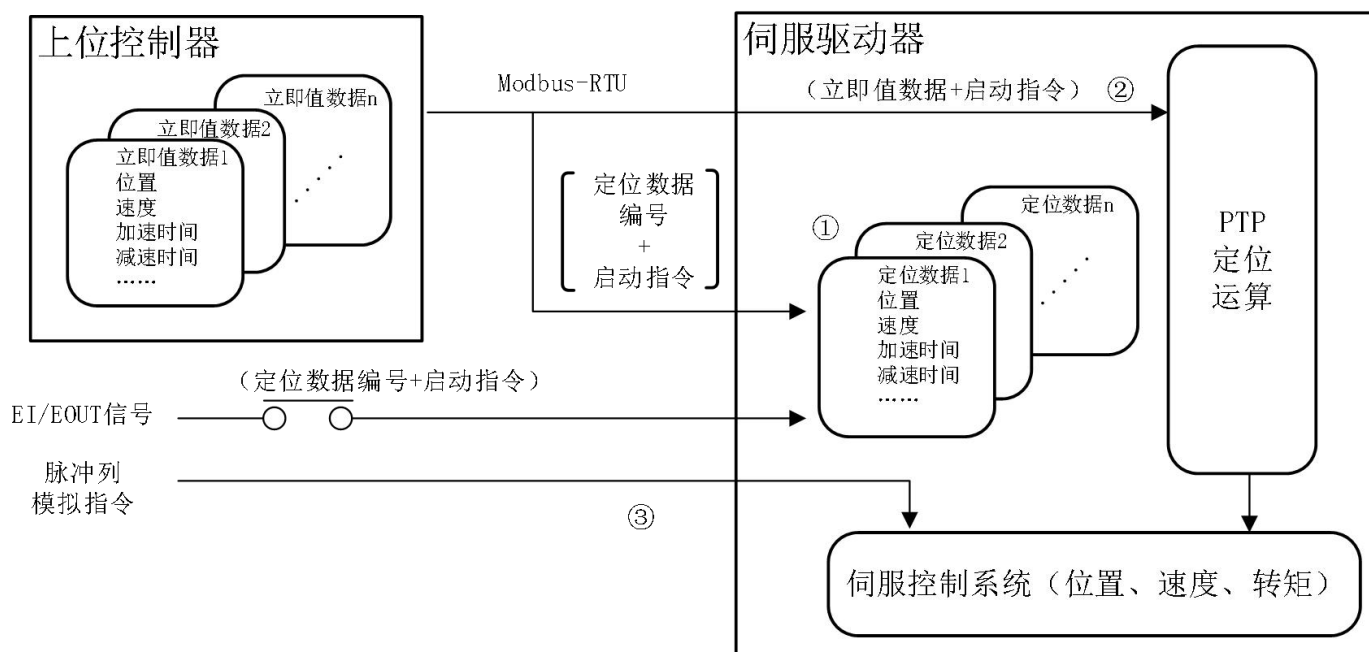 上位控制器
立即值数据n
立即值数据2
立即值数据1
位置
速度
加速时间
减速时间
……
Modbus-RTU
定位数据
编号
+
启动指令
(定位数据编号+启动指令)
EI/EOUT信号
脉冲列
模拟指令
③
伺服驱动器
(立即值数据+启动指令) ②
①
定位数据n
定位数据2
定位数据1
位置
速度
加速时间
减速时间
……
PTP
定位
运算
伺服控制系统(位置、速度、转矩)